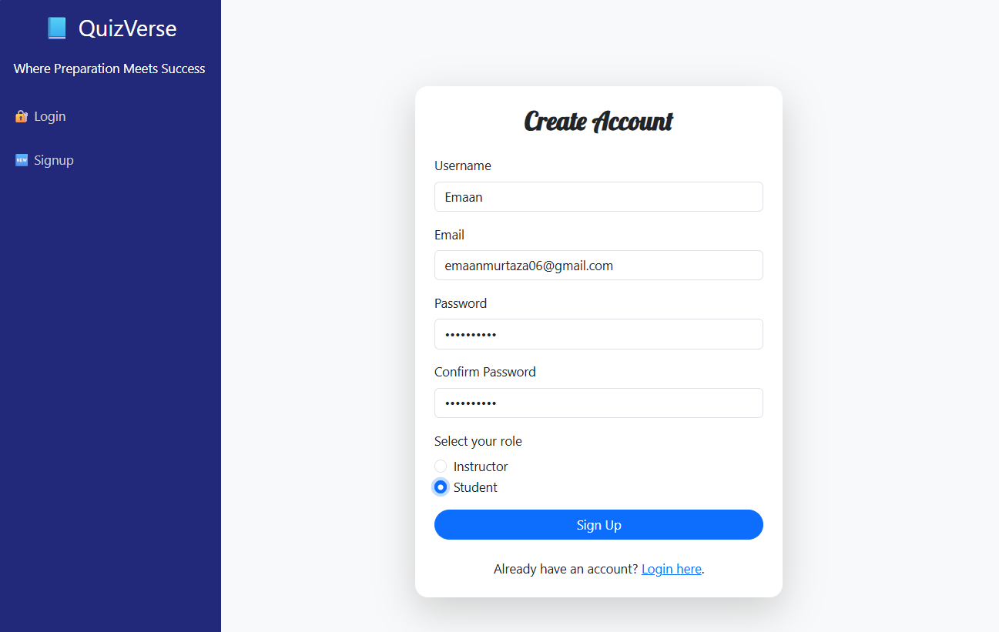 📘 QuizVerse
Where Preparation Meets Success
🔐 Login
🆕 Signup
Create Account
Username
Emaan
Email
emaanmurtaza06@gmail.com
Password
••••••••••
Confirm Password
••••••••••
Select your role
Instructor
Student
Sign Up
Already have an account? Login here.